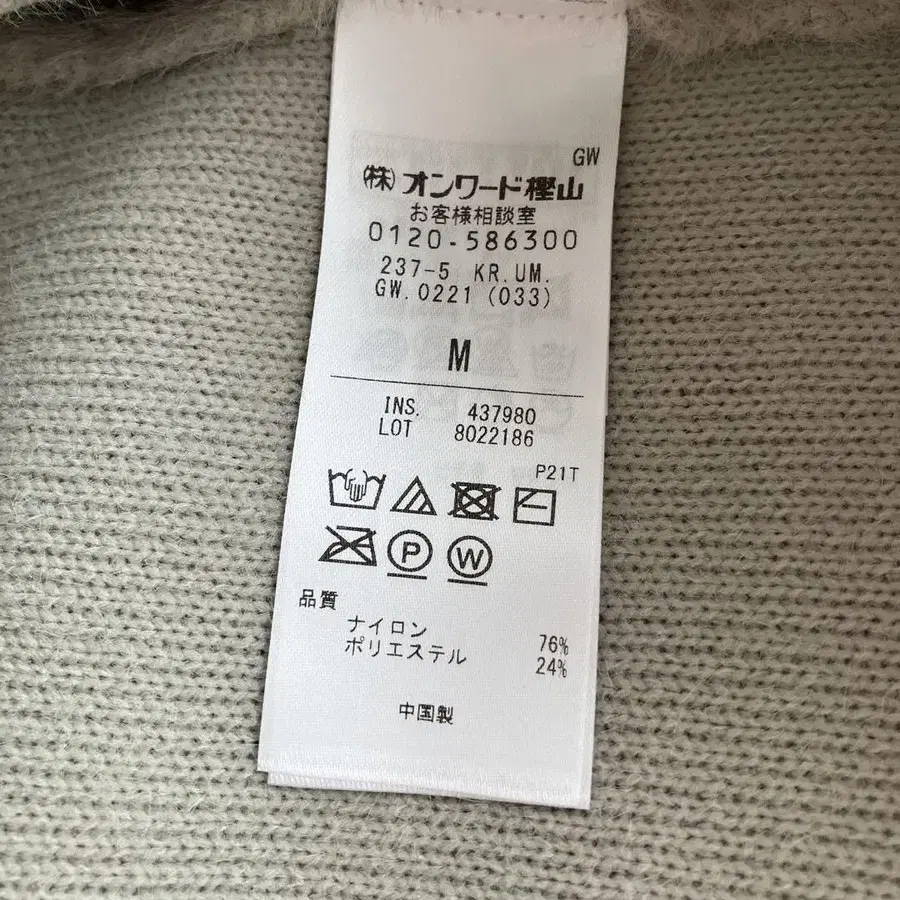 GW
(株)オンワード樫山
お客様相談室
0120-586300
237-5 KR.UM.
GW.0221 (033)
M
INS. 437980
LOT 8022186
P21T
P W
品質
ナイロン 76%
ポリエステル 24%
中国製